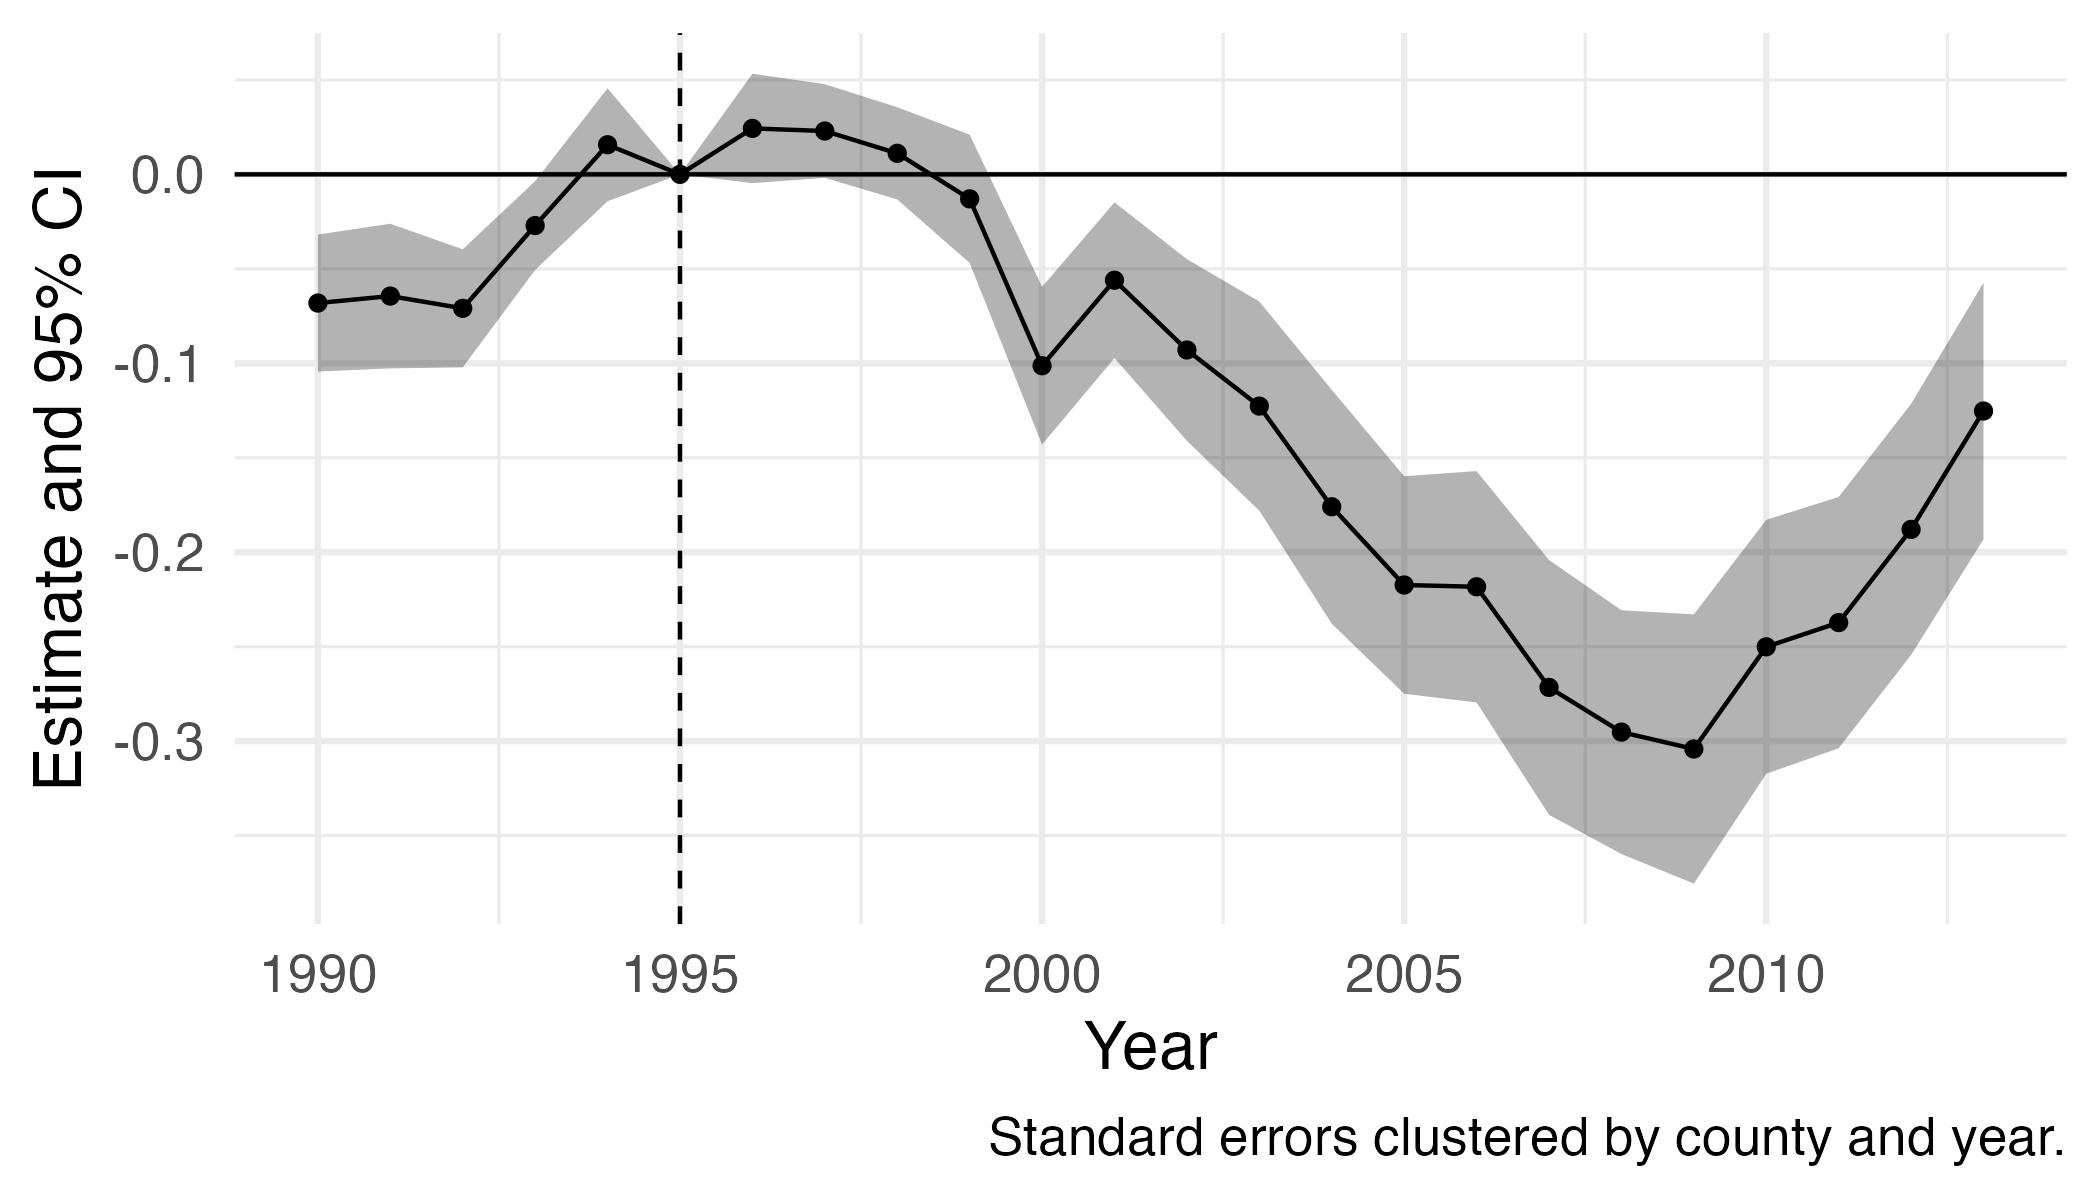 Estimate and 95% CI
0.0
-0.1
-0.2
-0.3
1990 1995 2000 2005 2010
Year
Standard errors clustered by county and year.